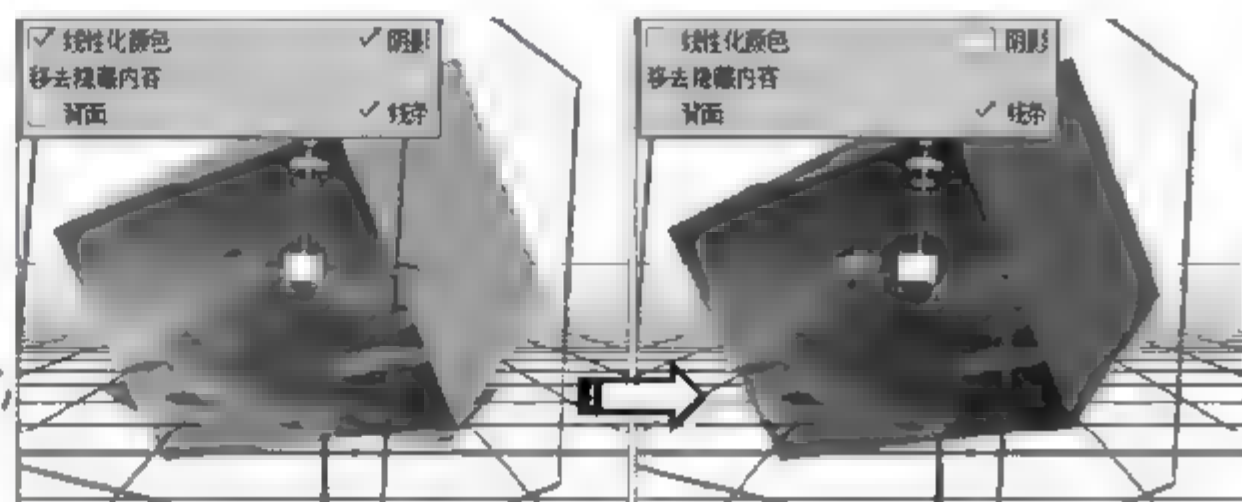 线性化颜色 阴影
移去隐藏内容
背面 线条
线性化颜色 阴影
移去隐藏内容
背面 线条